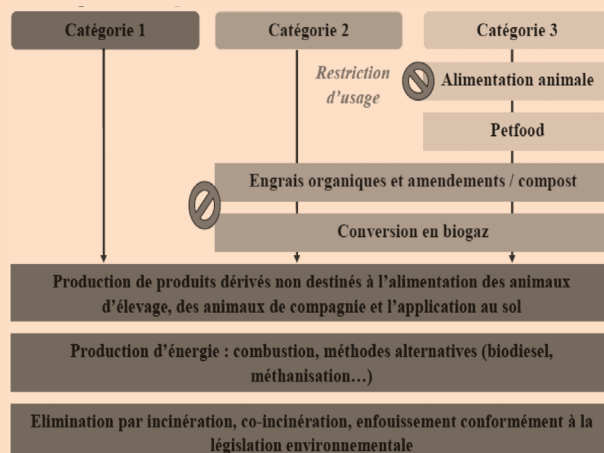 Catégorie 1
Catégorie 2
Catégorie 3
Restriction
d’usage
Alimentation animale
Petfood
Engrais organiques et amendements / compost
Conversion en biogaz
Production de produits dérivés non destinés à l’alimentation des animaux
d’élevage, des animaux de compagnie et l’application au sol
Production d’énergie : combustion, méthodes alternatives (biodiesel,
méthanisation…)
Elimination par incinération, co-incinération, enfouissement conformément à la
législation environnementale